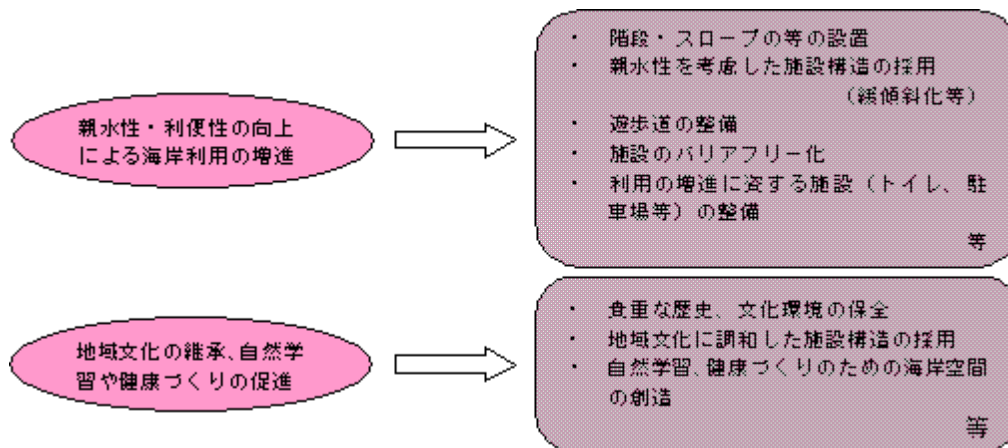 親水性・利便性の向上
による海岸利用の増進
・ 階段・スロープの等の設置
・ 親水性を考慮した施設構造の採用
（緩傾斜化等）
・ 遊歩道の整備
・ 施設のバリアフリー化
・ 利用の増進に資する施設（トイレ、駐
車場等）の整備
等
地域文化の継承、自然学
習や健康づくりの促進
・ 貴重な歴史、文化環境の保全
・ 地域文化に調和した施設構造の採用
・ 自然学習、健康づくりのための海岸空間
の創造
等